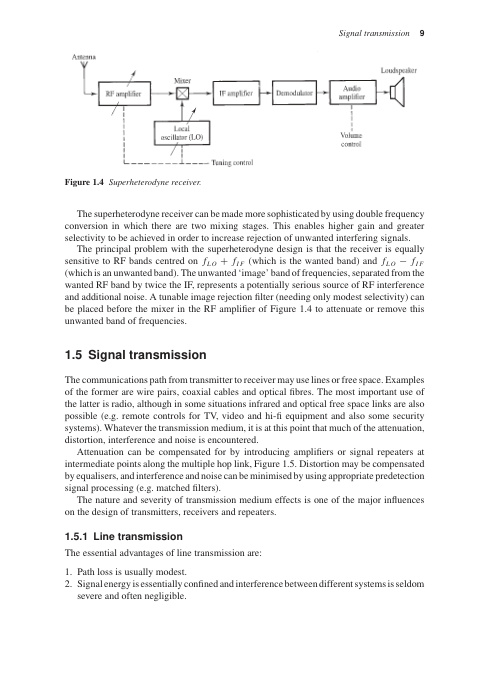 Signal transmission 9
Antenna
Loudspeaker
Mixer
RF amplifier
IF amplifier
Demodulator
Audio
amplifier
Local
oscillator (LO)
Volume
control
Tuning control
Figure 1.4 Superheterodyne receiver.
The superheterodyne receiver can be made more sophisticated by using double frequency
conversion in which there are two mixing stages. This enables higher gain and greater
selectivity to be achieved in order to increase rejection of unwanted interfering signals.
The principal problem with the superheterodyne design is that the receiver is equally
sensitive to RF bands centred on f_LO + f_IF (which is the wanted band) and f_LO − f_IF
(which is an unwanted band). The unwanted ‘image’ band of frequencies, separated from the
wanted RF band by twice the IF, represents a potentially serious source of RF interference
and additional noise. A tunable image rejection filter (needing only modest selectivity) can
be placed before the mixer in the RF amplifier of Figure 1.4 to attenuate or remove this
unwanted band of frequencies.
1.5 Signal transmission
The communications path from transmitter to receiver may use lines or free space. Examples
of the former are wire pairs, coaxial cables and optical fibres. The most important use of
the latter is radio, although in some situations infrared and optical free space links are also
possible (e.g. remote controls for TV, video and hi-fi equipment and also some security
systems). Whatever the transmission medium, it is at this point that much of the attenuation,
distortion, interference and noise is encountered.
Attenuation can be compensated for by introducing amplifiers or signal repeaters at
intermediate points along the multiple hop link, Figure 1.5. Distortion may be compensated
by equalisers, and interference and noise can be minimised by using appropriate predetection
signal processing (e.g. matched filters).
The nature and severity of transmission medium effects is one of the major influences
on the design of transmitters, receivers and repeaters.
1.5.1 Line transmission
The essential advantages of line transmission are:
1. Path loss is usually modest.
2. Signal energy is essentially confined and interference between different systems is seldom
severe and often negligible.